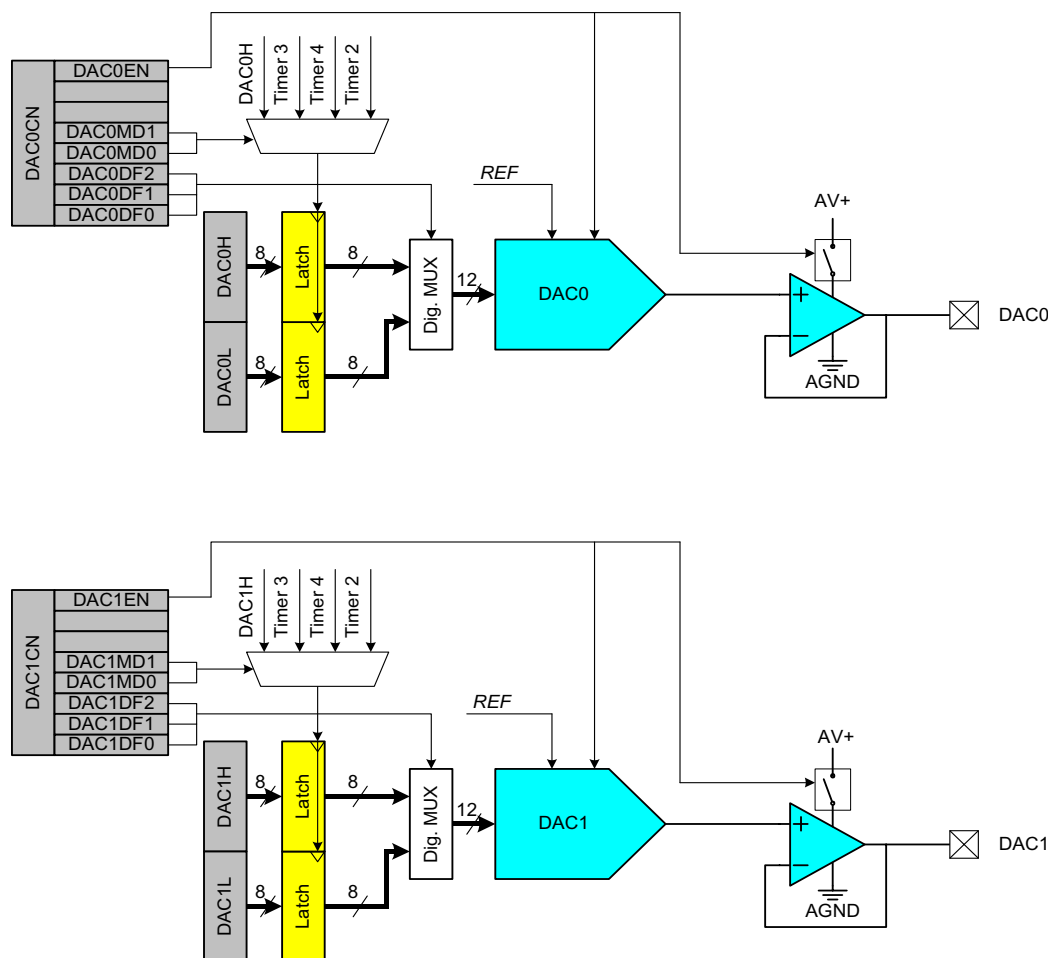 DAC0CN
DAC0EN
DAC0MD1
DAC0MD0
DAC0DF2
DAC0DF1
DAC0DF0
DAC0H
Timer 3
Timer 4
Timer 2
REF
AV+
DAC0H
8
Latch
8
Dig. MUX
12
DAC0
+
−
DAC0
DAC0L
8
Latch
8
AGND
DAC1CN
DAC1EN
DAC1MD1
DAC1MD0
DAC1DF2
DAC1DF1
DAC1DF0
DAC1H
Timer 3
Timer 4
Timer 2
REF
AV+
DAC1H
8
Latch
8
Dig. MUX
12
DAC1
+
−
DAC1
DAC1L
8
Latch
8
AGND